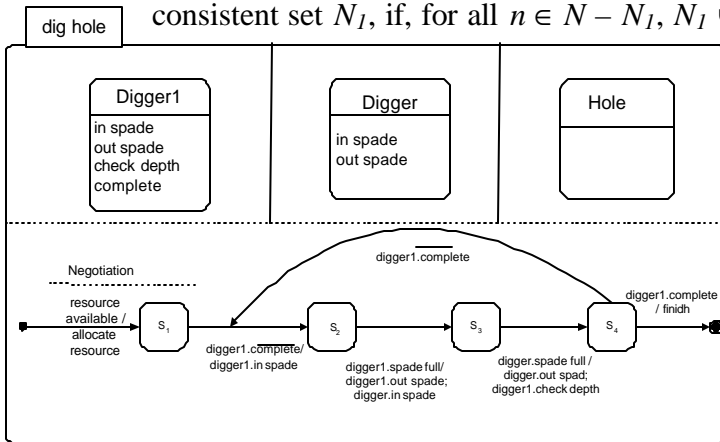 consistent set N1, if, for all n ∈ N – N1, N1
dig hole
Digger1
in spade
out spade
check depth
complete
Digger
in spade
out spade
Hole
Negotiation
resource
available /
allocate
resource
S1
digger1.complete/
digger1.in spade
digger1.complete
S2
digger1.spade full/
digger1.out spade;
digger.in spade
S3
digger.spade full /
digger.out spad;
digger1.check depth
S4
digger1.complete
/ finidh